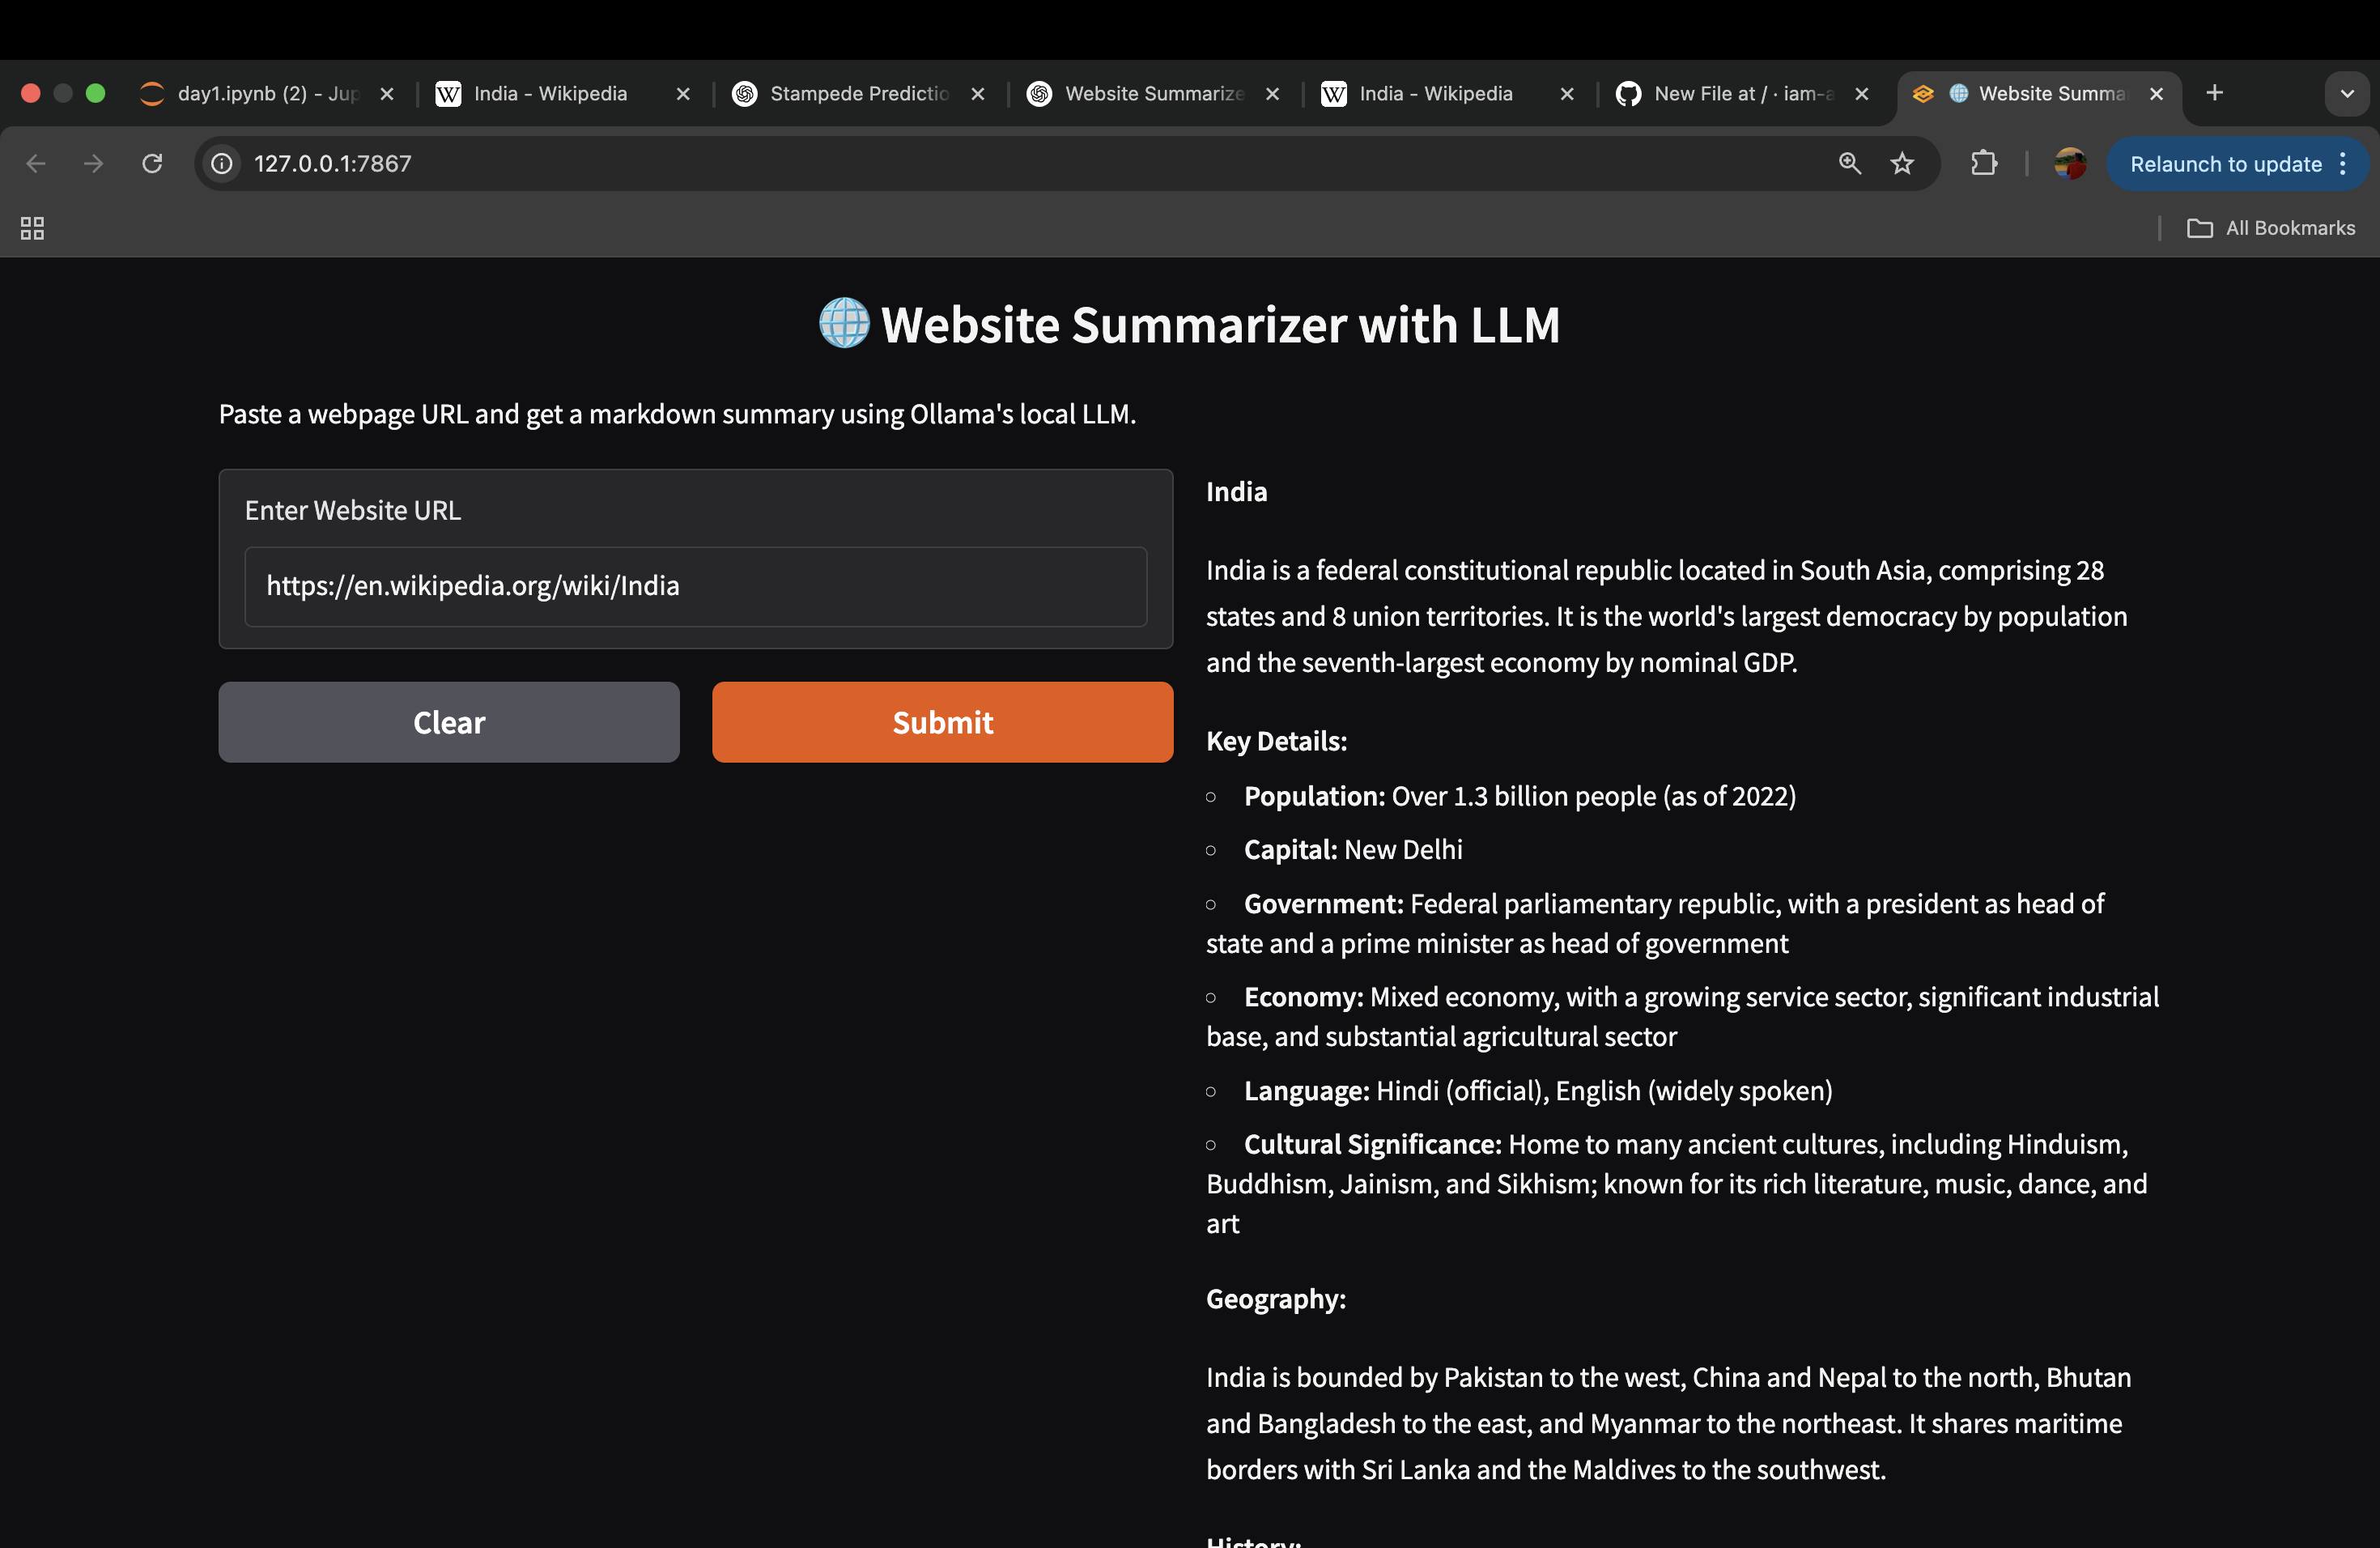 day1.ipynb (2) - Jup
India - Wikipedia
Stampede Predictio
Website Summarize
India - Wikipedia
New File at / · iam-a
Website Summa
127.0.0.1:7867
Relaunch to update
All Bookmarks
Website Summarizer with LLM
Paste a webpage URL and get a markdown summary using Ollama's local LLM.
Enter Website URL
https://en.wikipedia.org/wiki/India
Clear
Submit
India
India is a federal constitutional republic located in South Asia, comprising 28
states and 8 union territories. It is the world's largest democracy by population
and the seventh-largest economy by nominal GDP.
Key Details:
Population: Over 1.3 billion people (as of 2022)
Capital: New Delhi
Government: Federal parliamentary republic, with a president as head of
state and a prime minister as head of government
Economy: Mixed economy, with a growing service sector, significant industrial
base, and substantial agricultural sector
Language: Hindi (official), English (widely spoken)
Cultural Significance: Home to many ancient cultures, including Hinduism,
Buddhism, Jainism, and Sikhism; known for its rich literature, music, dance, and
art
Geography:
India is bounded by Pakistan to the west, China and Nepal to the north, Bhutan
and Bangladesh to the east, and Myanmar to the northeast. It shares maritime
borders with Sri Lanka and the Maldives to the southwest.
History: